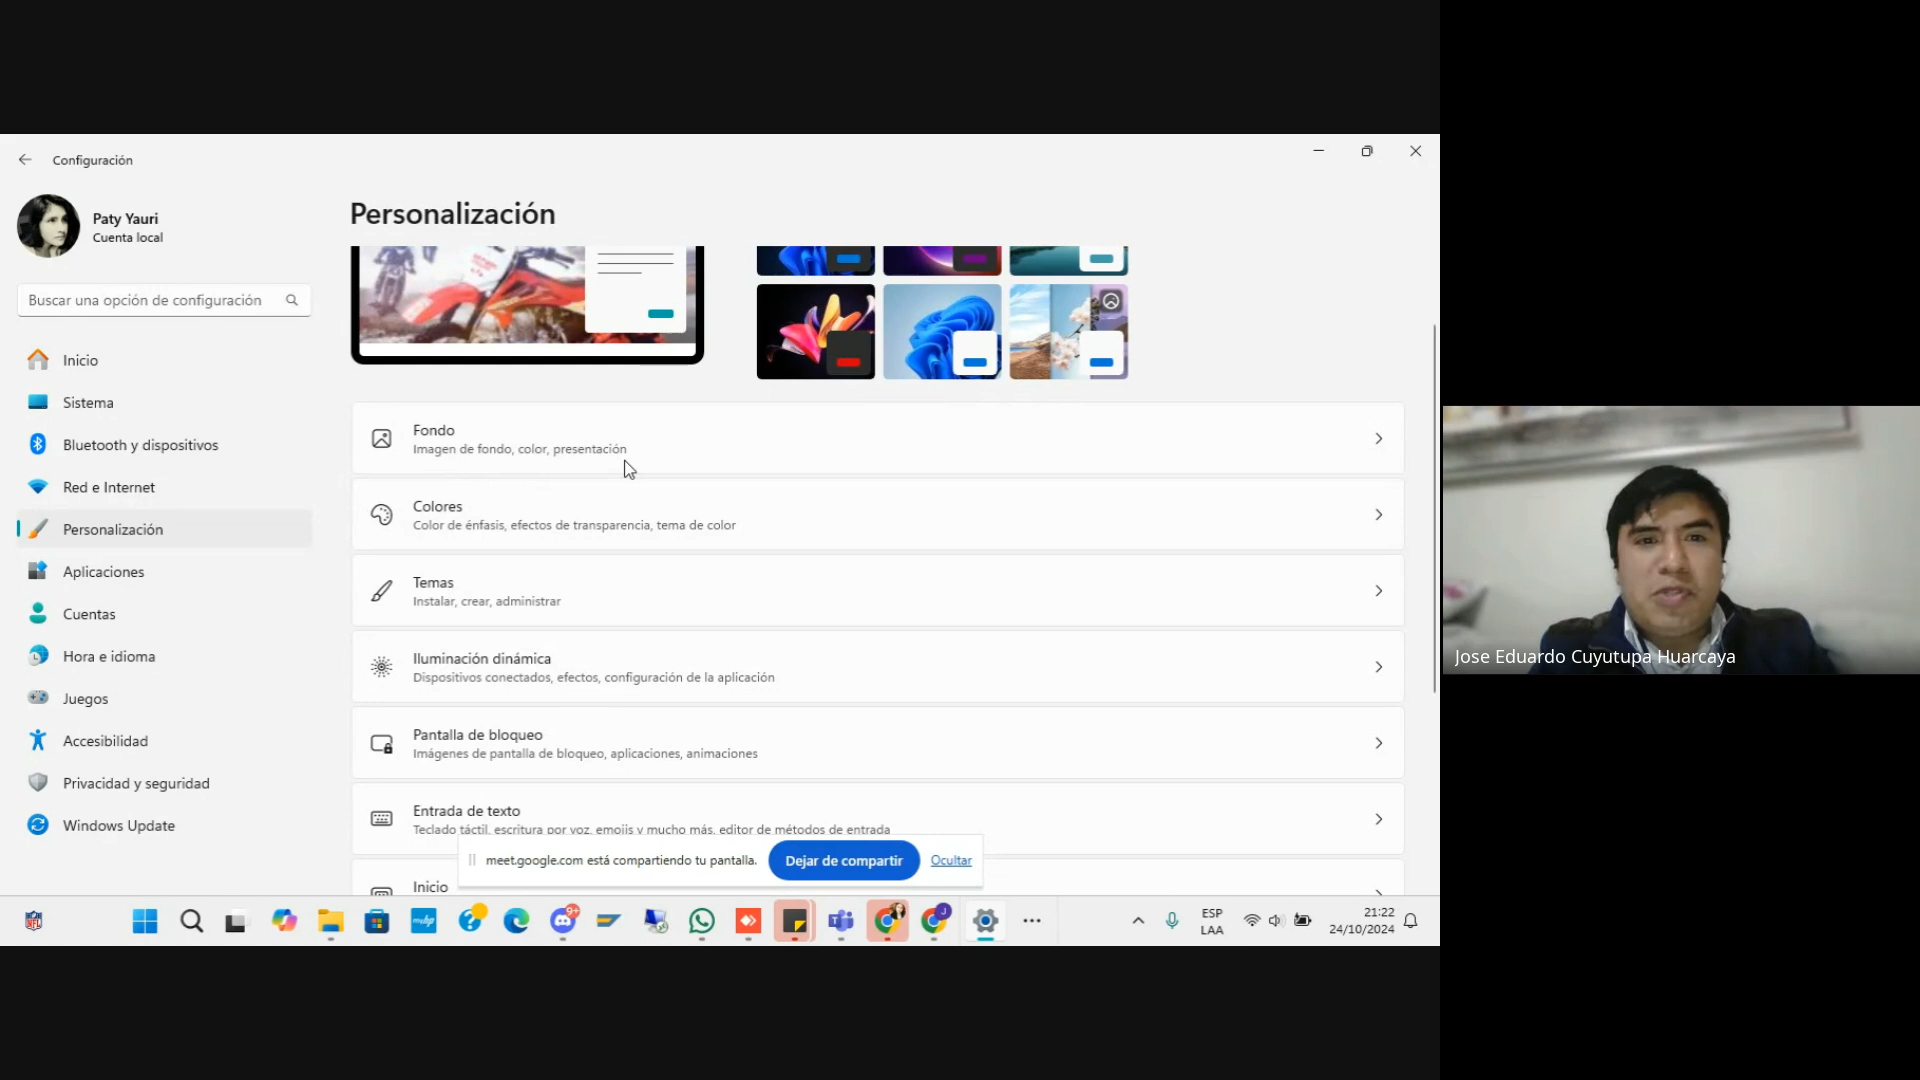 Configuración
Paty Yauri
Cuenta local
Buscar una opción de configuración
Inicio
Sistema
Bluetooth y dispositivos
Red e Internet
Personalización
Aplicaciones
Cuentas
Hora e idioma
Juegos
Accesibilidad
Privacidad y seguridad
Windows Update
Personalización
Fondo
Imagen de fondo, color, presentación
Colores
Color de énfasis, efectos de transparencia, tema de color
Temas
Instalar, crear, administrar
Iluminación dinámica
Dispositivos conectados, efectos, configuración de la aplicación
Pantalla de bloqueo
Imágenes de pantalla de bloqueo, aplicaciones, animaciones
Entrada de texto
Teclado táctil, escritura por voz, emojis y mucho más, editor de métodos de entrada
Inicio
meet.google.com está compartiendo tu pantalla.
Dejar de compartir
Ocultar
9+
J
ESP
LAA
21:22
24/10/2024
Jose Eduardo Cuyutupa Huarcaya